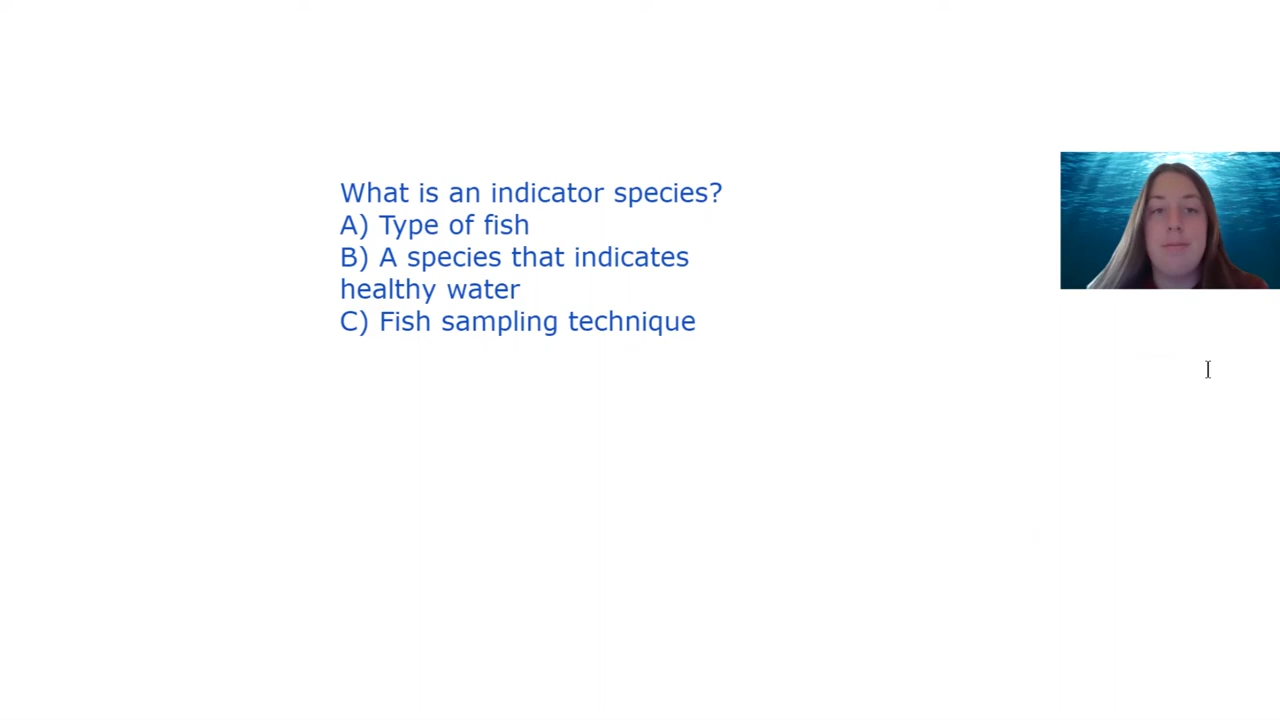 What is an indicator species?
A) Type of fish
B) A species that indicates
healthy water
C) Fish sampling technique